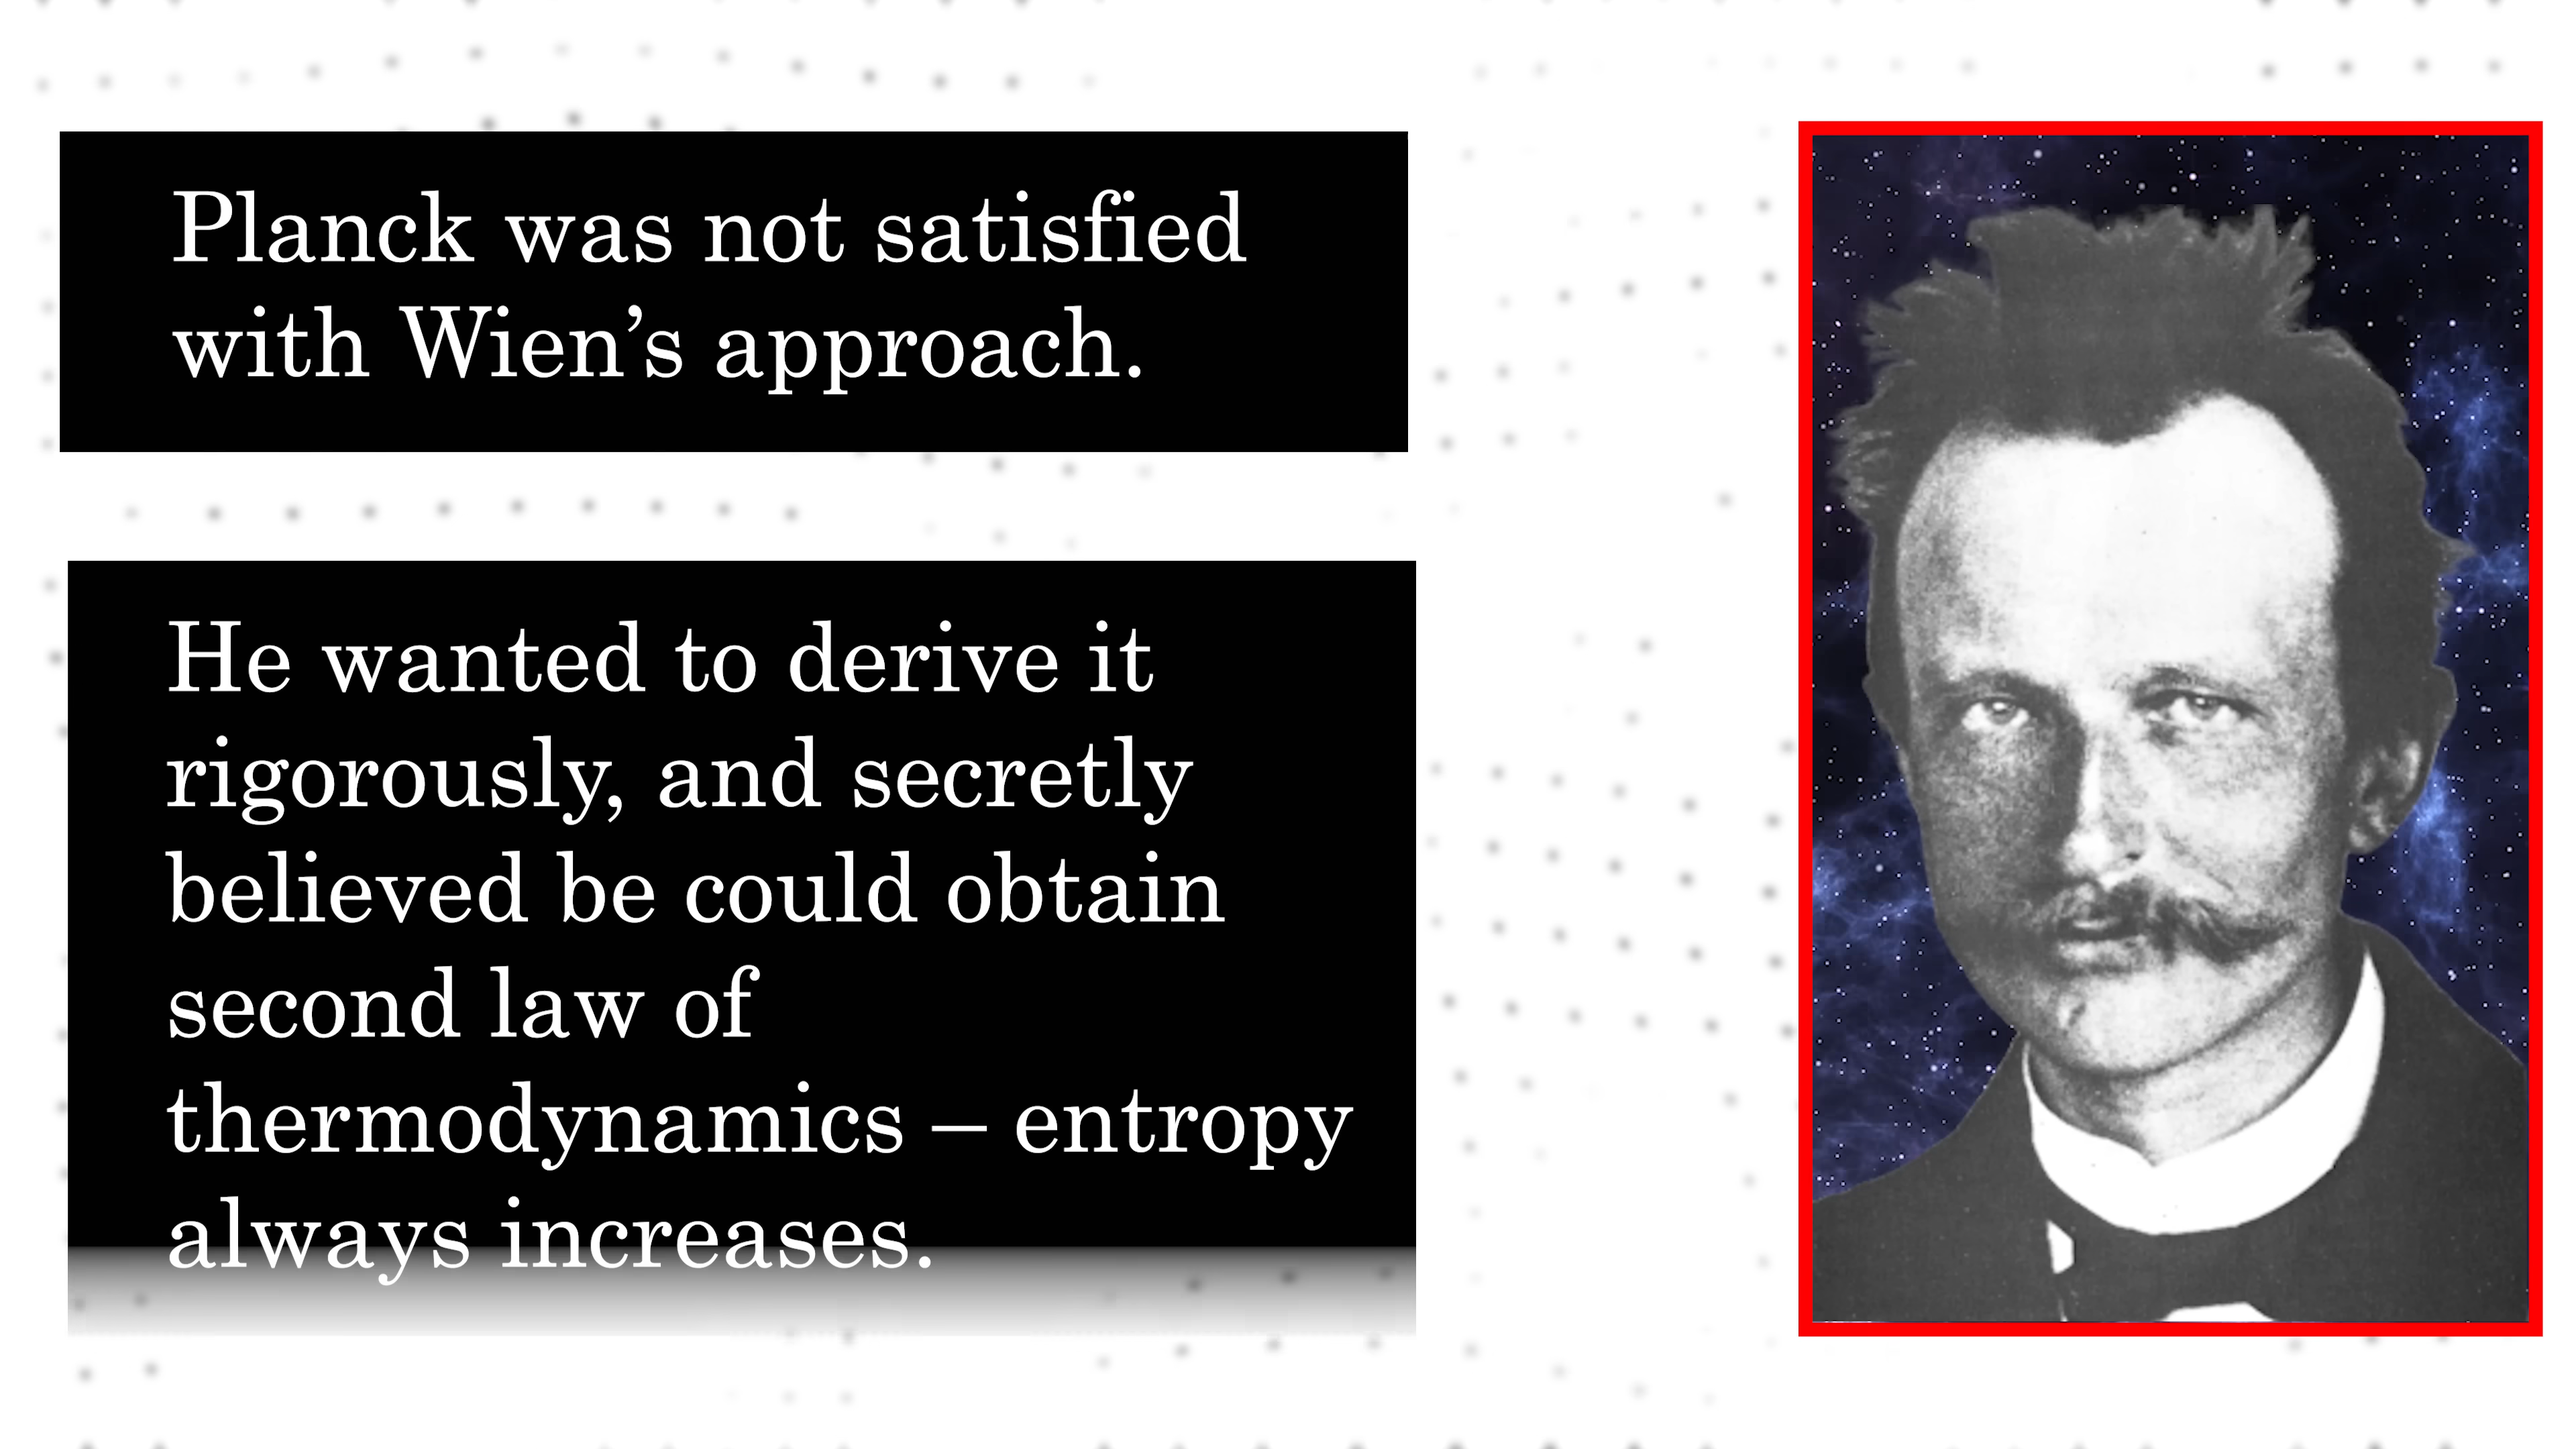 Planck was not satisfied
with Wien’s approach.
He wanted to derive it
rigorously, and secretly
believed be could obtain
second law of
thermodynamics – entropy
always increases.